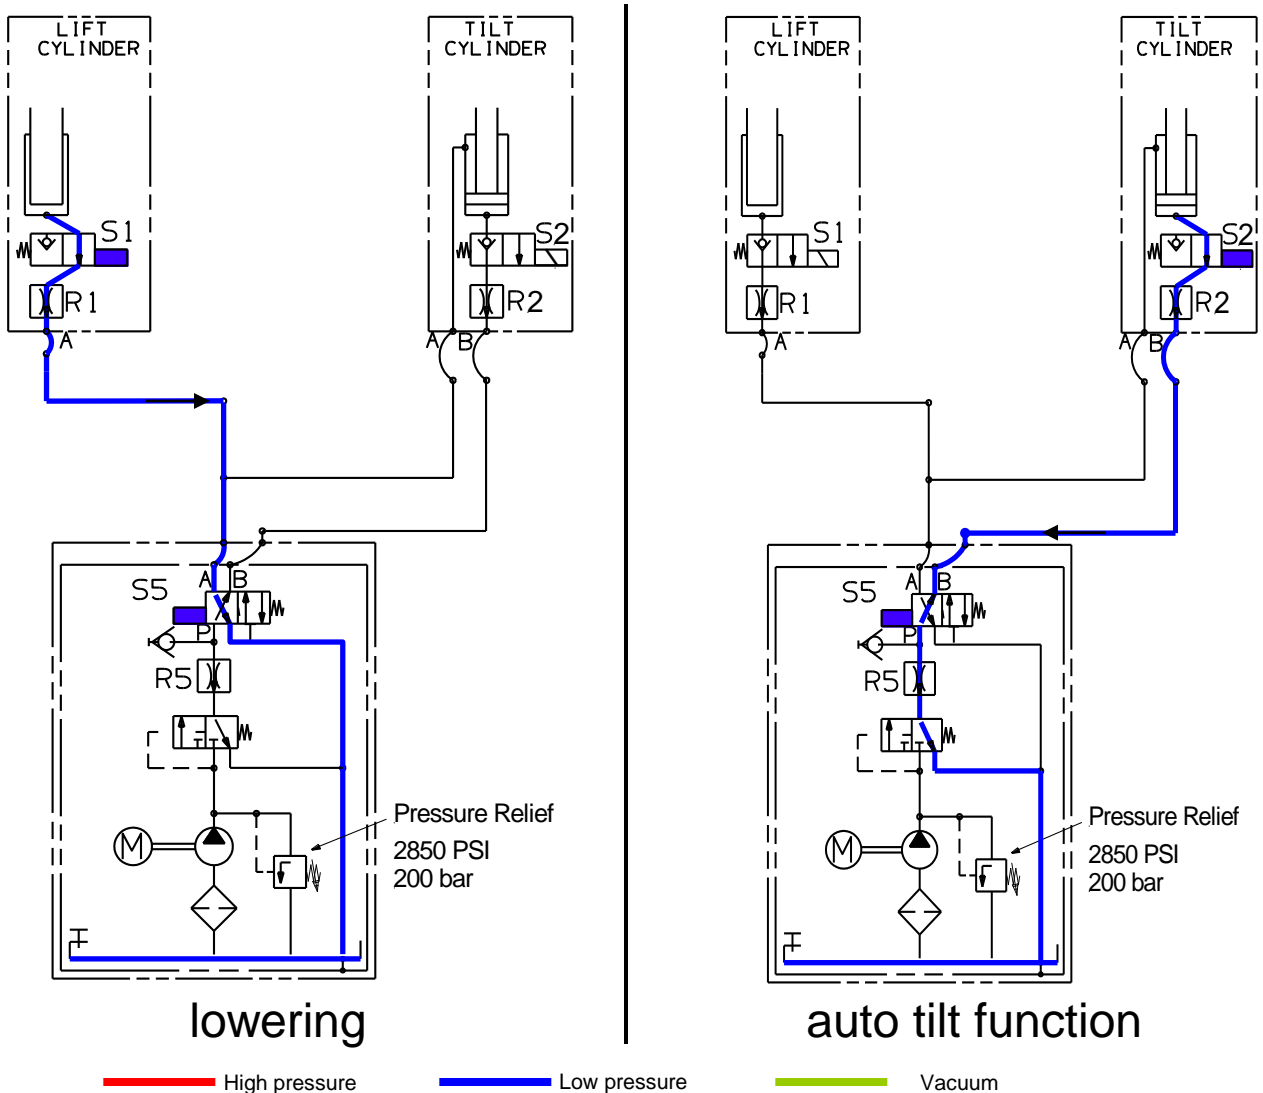 LIFT
CYLINDER
TILT
CYLINDER
S1
S2
R1
R2
A
A
B
A
B
S5
P
R5
M
Pressure Relief
2850 PSI
200 bar
lowering
LIFT
CYLINDER
TILT
CYLINDER
S1
S2
R1
R2
A
A
B
A
B
S5
P
R5
M
Pressure Relief
2850 PSI
200 bar
auto tilt function
High pressure
Low pressure
Vacuum